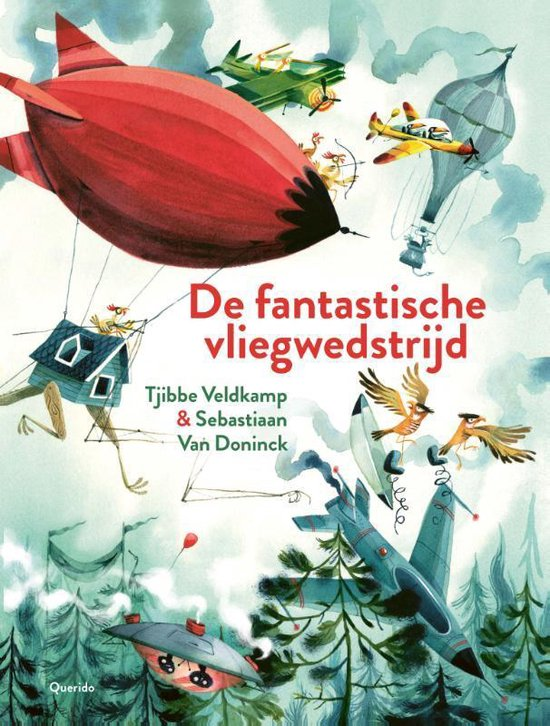 De fantastische
vliegwedstrijd
Tjibbe Veldkamp
& Sebastiaan
Van Doninck
Querido